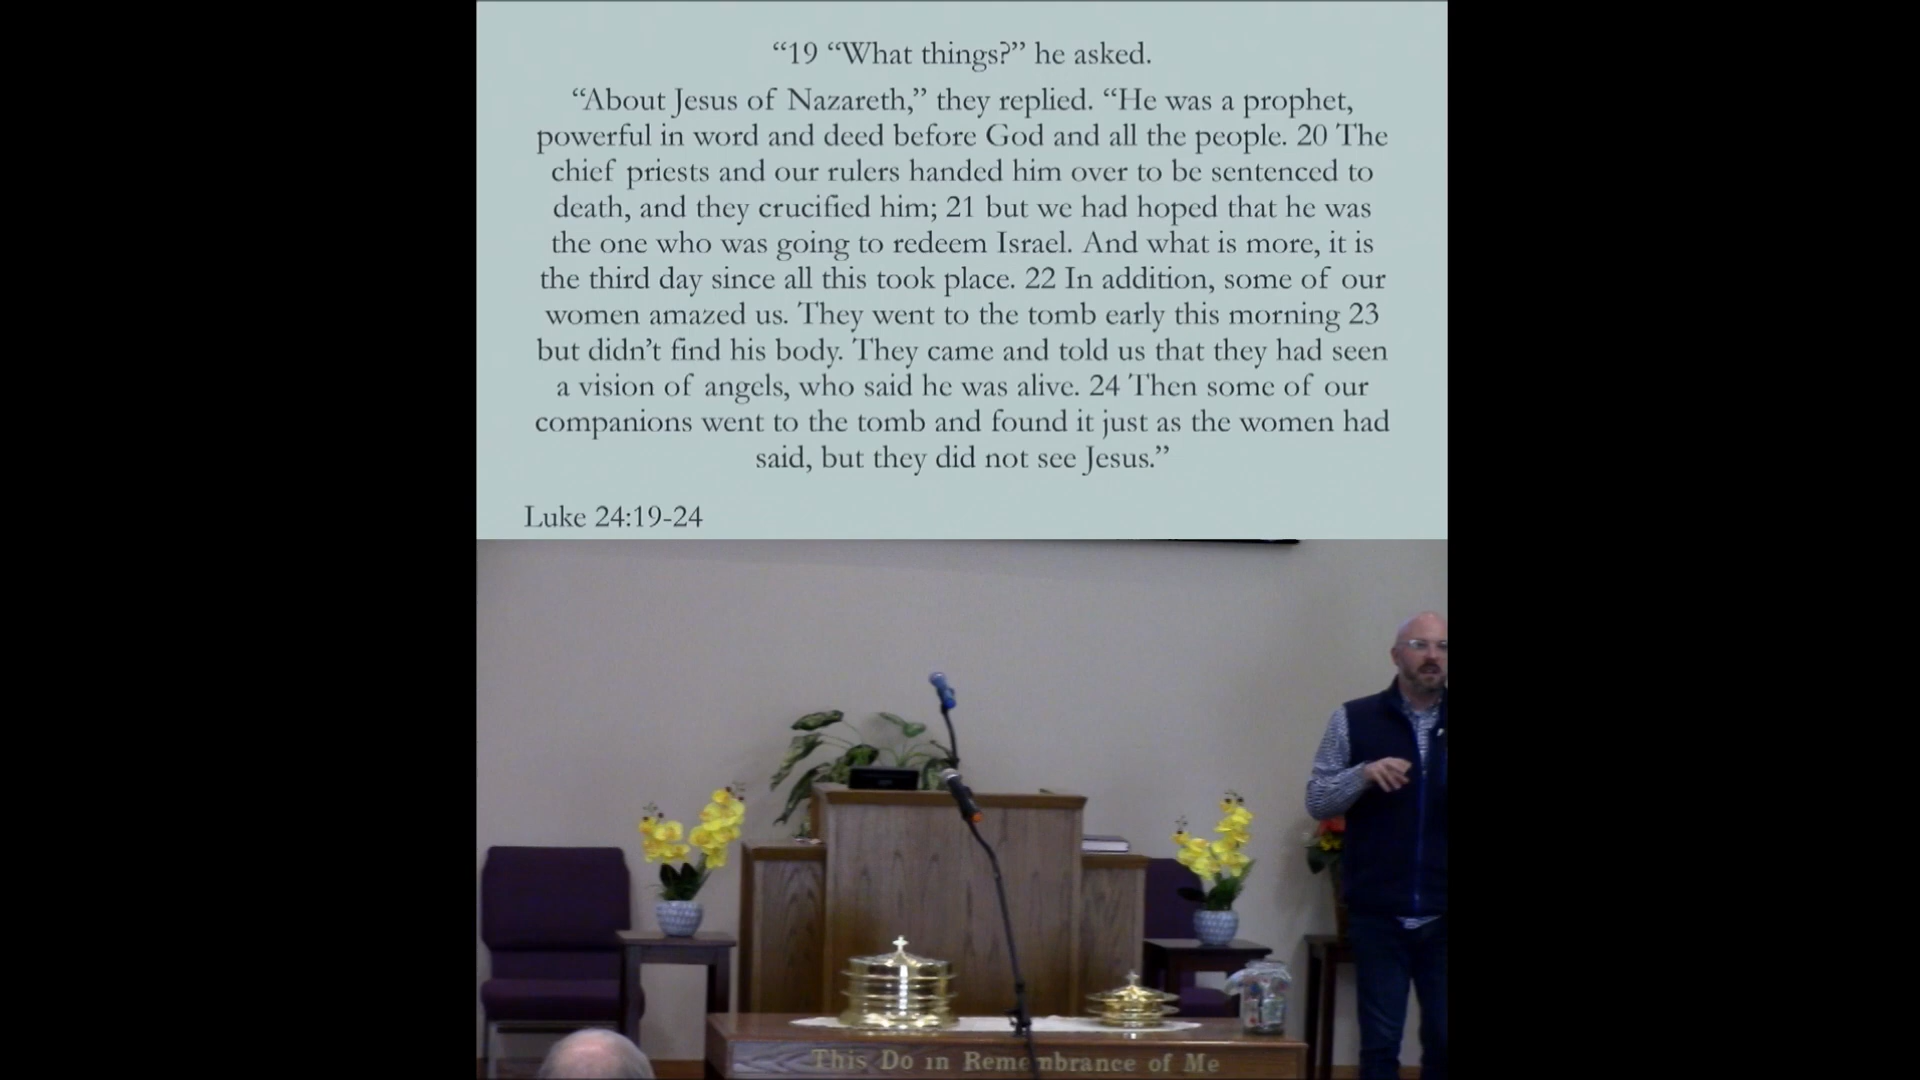 “19 “What things?” he asked.
“About Jesus of Nazareth,” they replied. “He was a prophet,
powerful in word and deed before God and all the people. 20 The
chief priests and our rulers handed him over to be sentenced to
death, and they crucified him; 21 but we had hoped that he was
the one who was going to redeem Israel. And what is more, it is
the third day since all this took place. 22 In addition, some of our
women amazed us. They went to the tomb early this morning 23
but didn’t find his body. They came and told us that they had seen
a vision of angels, who said he was alive. 24 Then some of our
companions went to the tomb and found it just as the women had
said, but they did not see Jesus.”
Luke 24:19-24
This Do in Remembrance of Me